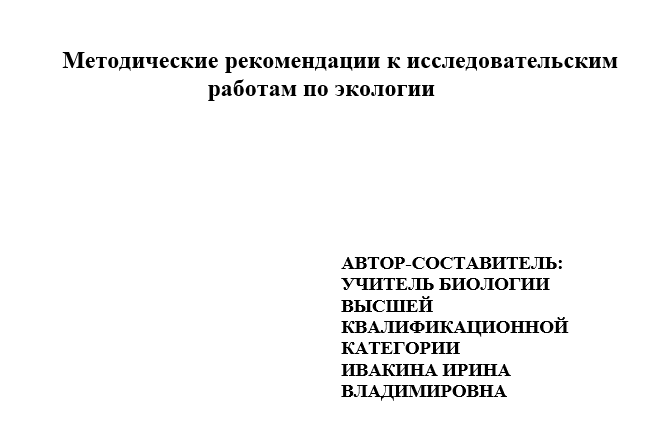 Методические рекомендации к исследовательским
работам по экологии
АВТОР-СОСТАВИТЕЛЬ:
УЧИТЕЛЬ БИОЛОГИИ
ВЫСШЕЙ
КВАЛИФИКАЦИОННОЙ
КАТЕГОРИИ
ИВАКИНА ИРИНА
ВЛАДИМИРОВНА